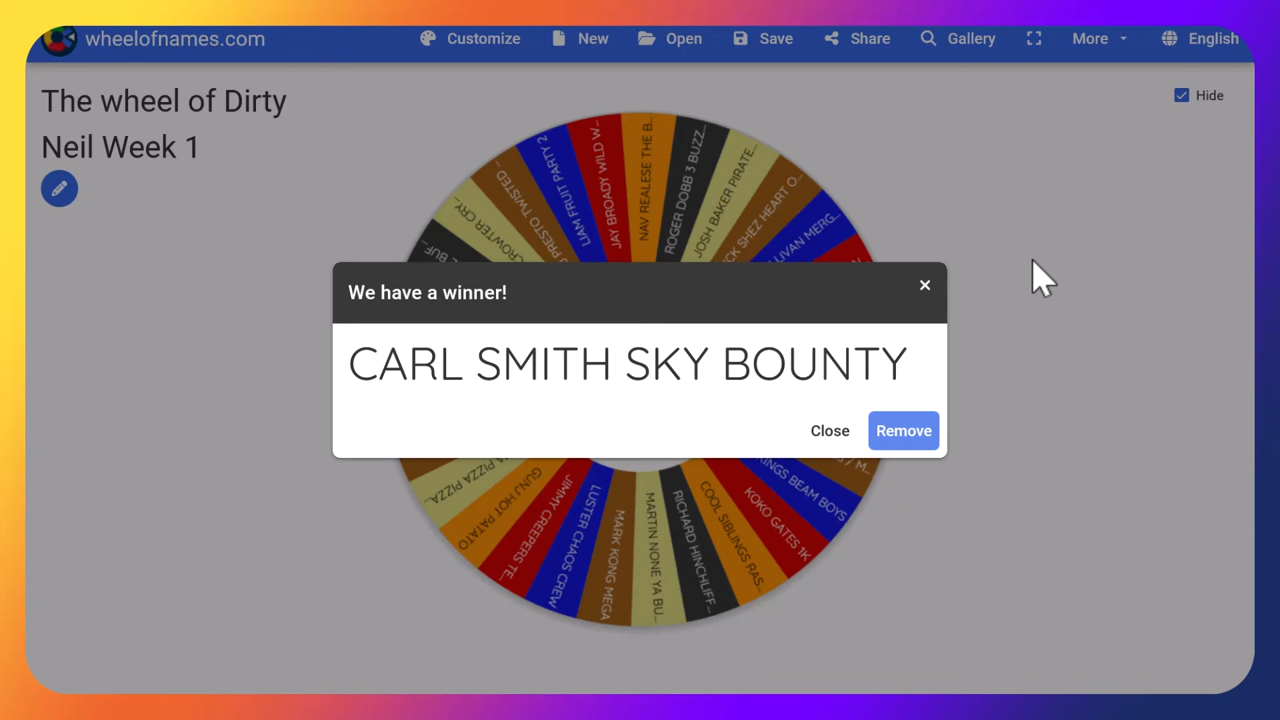 wheelofnames.com
Customize
New
Open
Save
Share
Gallery
More
English
The wheel of Dirty
Neil Week 1
Hide
CROWTER CRY...
PRESTO TWISTED...
LIAM FRUIT PARTY 2
JAY BROADY WILD W...
NAV REALESE THE B...
ROGER DOBB 3 BUZZ...
JOSH BAKER PIRATE...
SHEZ HEART O...
MERG...
We have a winner!
CARL SMITH SKY BOUNTY
Close
Remove
PIZZA...
GUNJ HOT PATATO
JIMMY CREEPERS TE...
LUSTER CHAOS CREW
MARK KONG MEGA
MARTIN NONE YA BU...
RICHARD HINCHLIFF...
COOL SIBLINGS RAS...
KOKO GATES 1K
BEAM BOYS